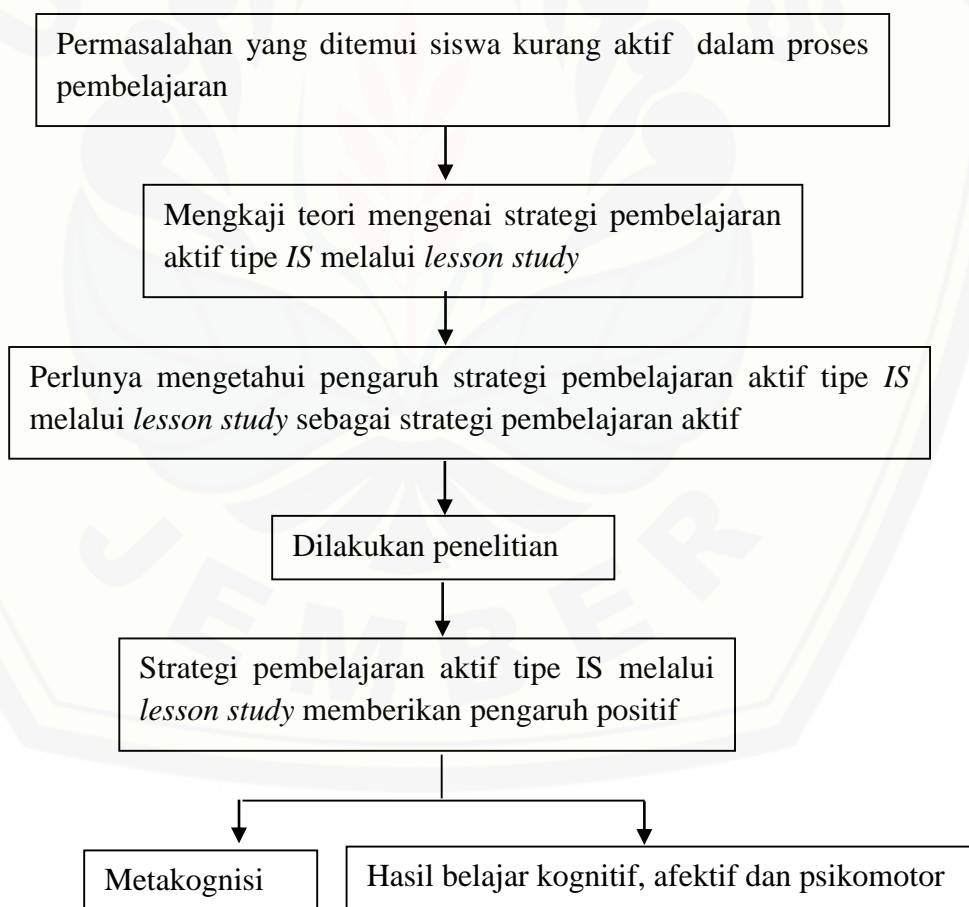 Permasalahan yang ditemui siswa kurang aktif dalam proses
pembelajaran
Mengkaji teori mengenai strategi pembelajaran
aktif tipe IS melalui lesson study
Perlunya mengetahui pengaruh strategi pembelajaran aktif tipe IS
melalui lesson study sebagai strategi pembelajaran aktif
Dilakukan penelitian
Strategi pembelajaran aktif tipe IS melalui
lesson study memberikan pengaruh positif
Metakognisi
Hasil belajar kognitif, afektif dan psikomotor
JEMBER